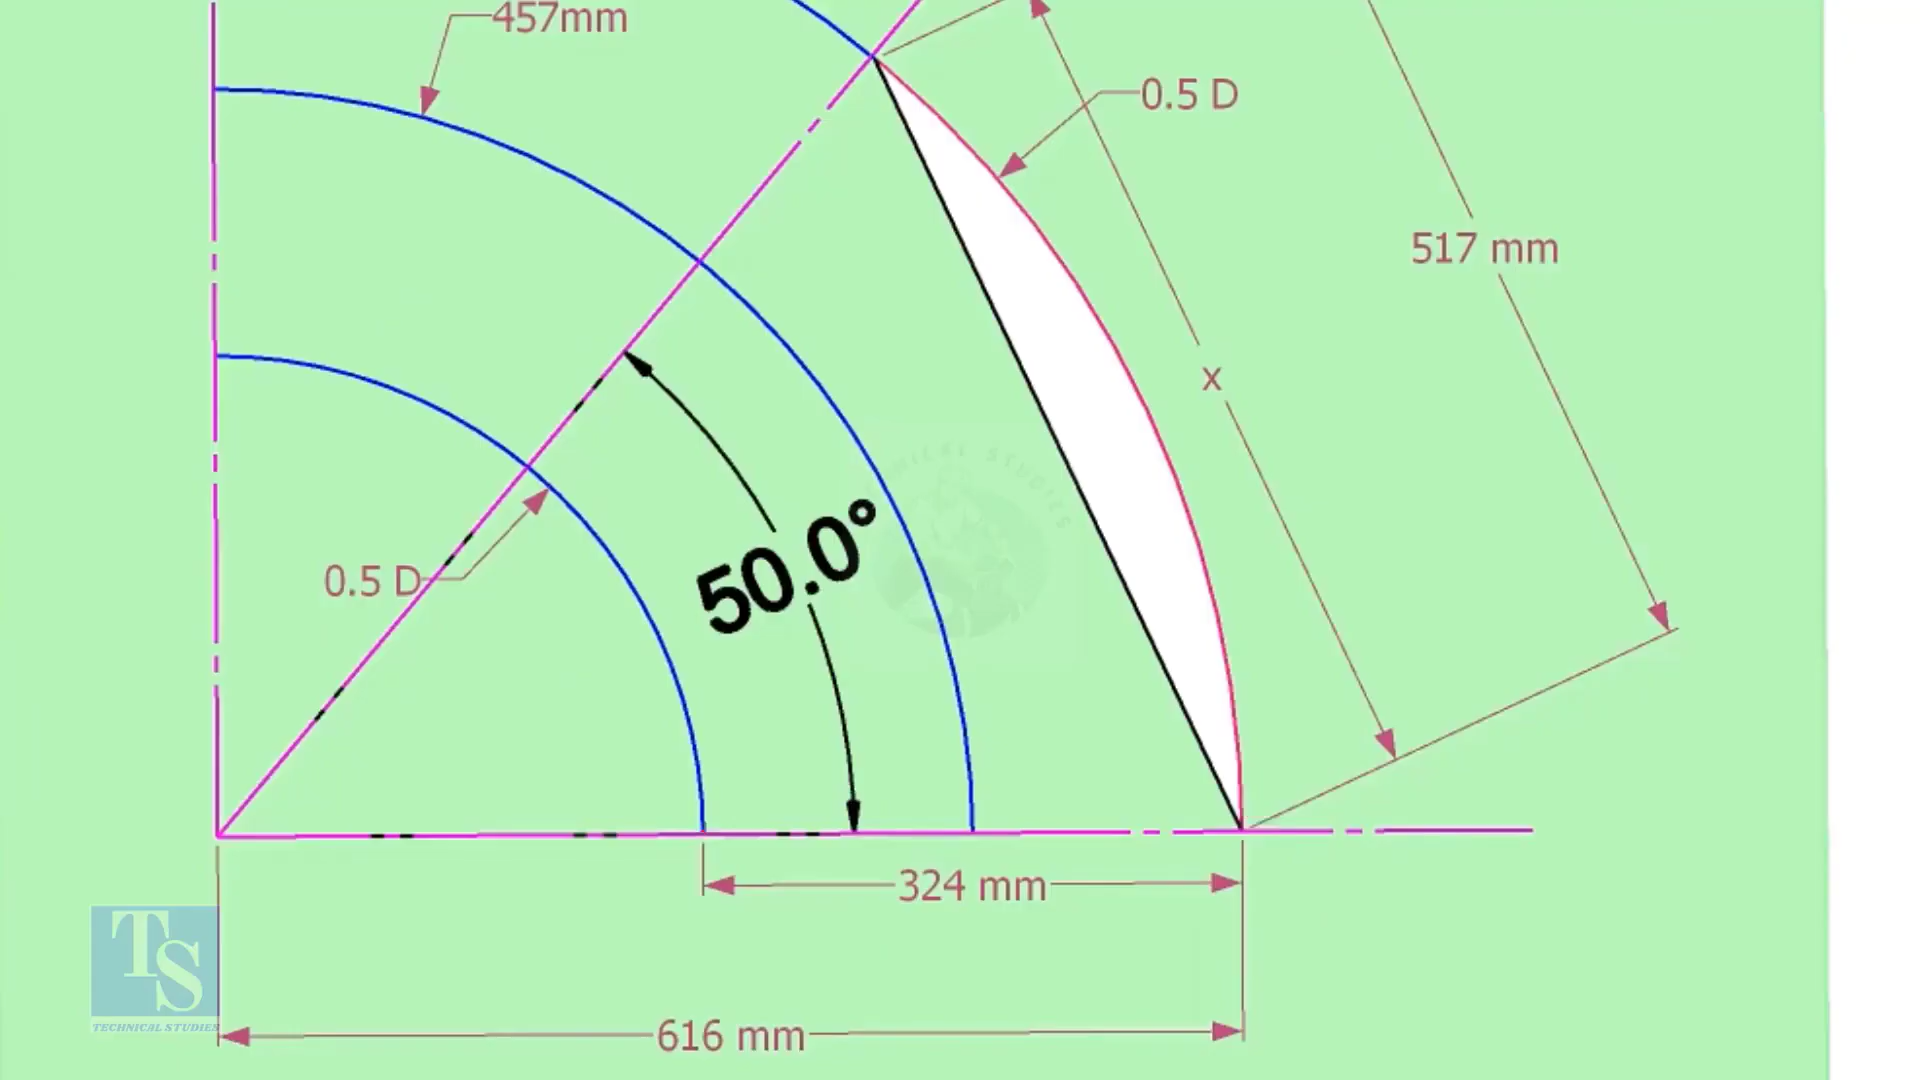 457mm
0.5 D
517 mm
x
0.5 D
50.0°
324 mm
616 mm
TS
TECHNICAL STUDIES